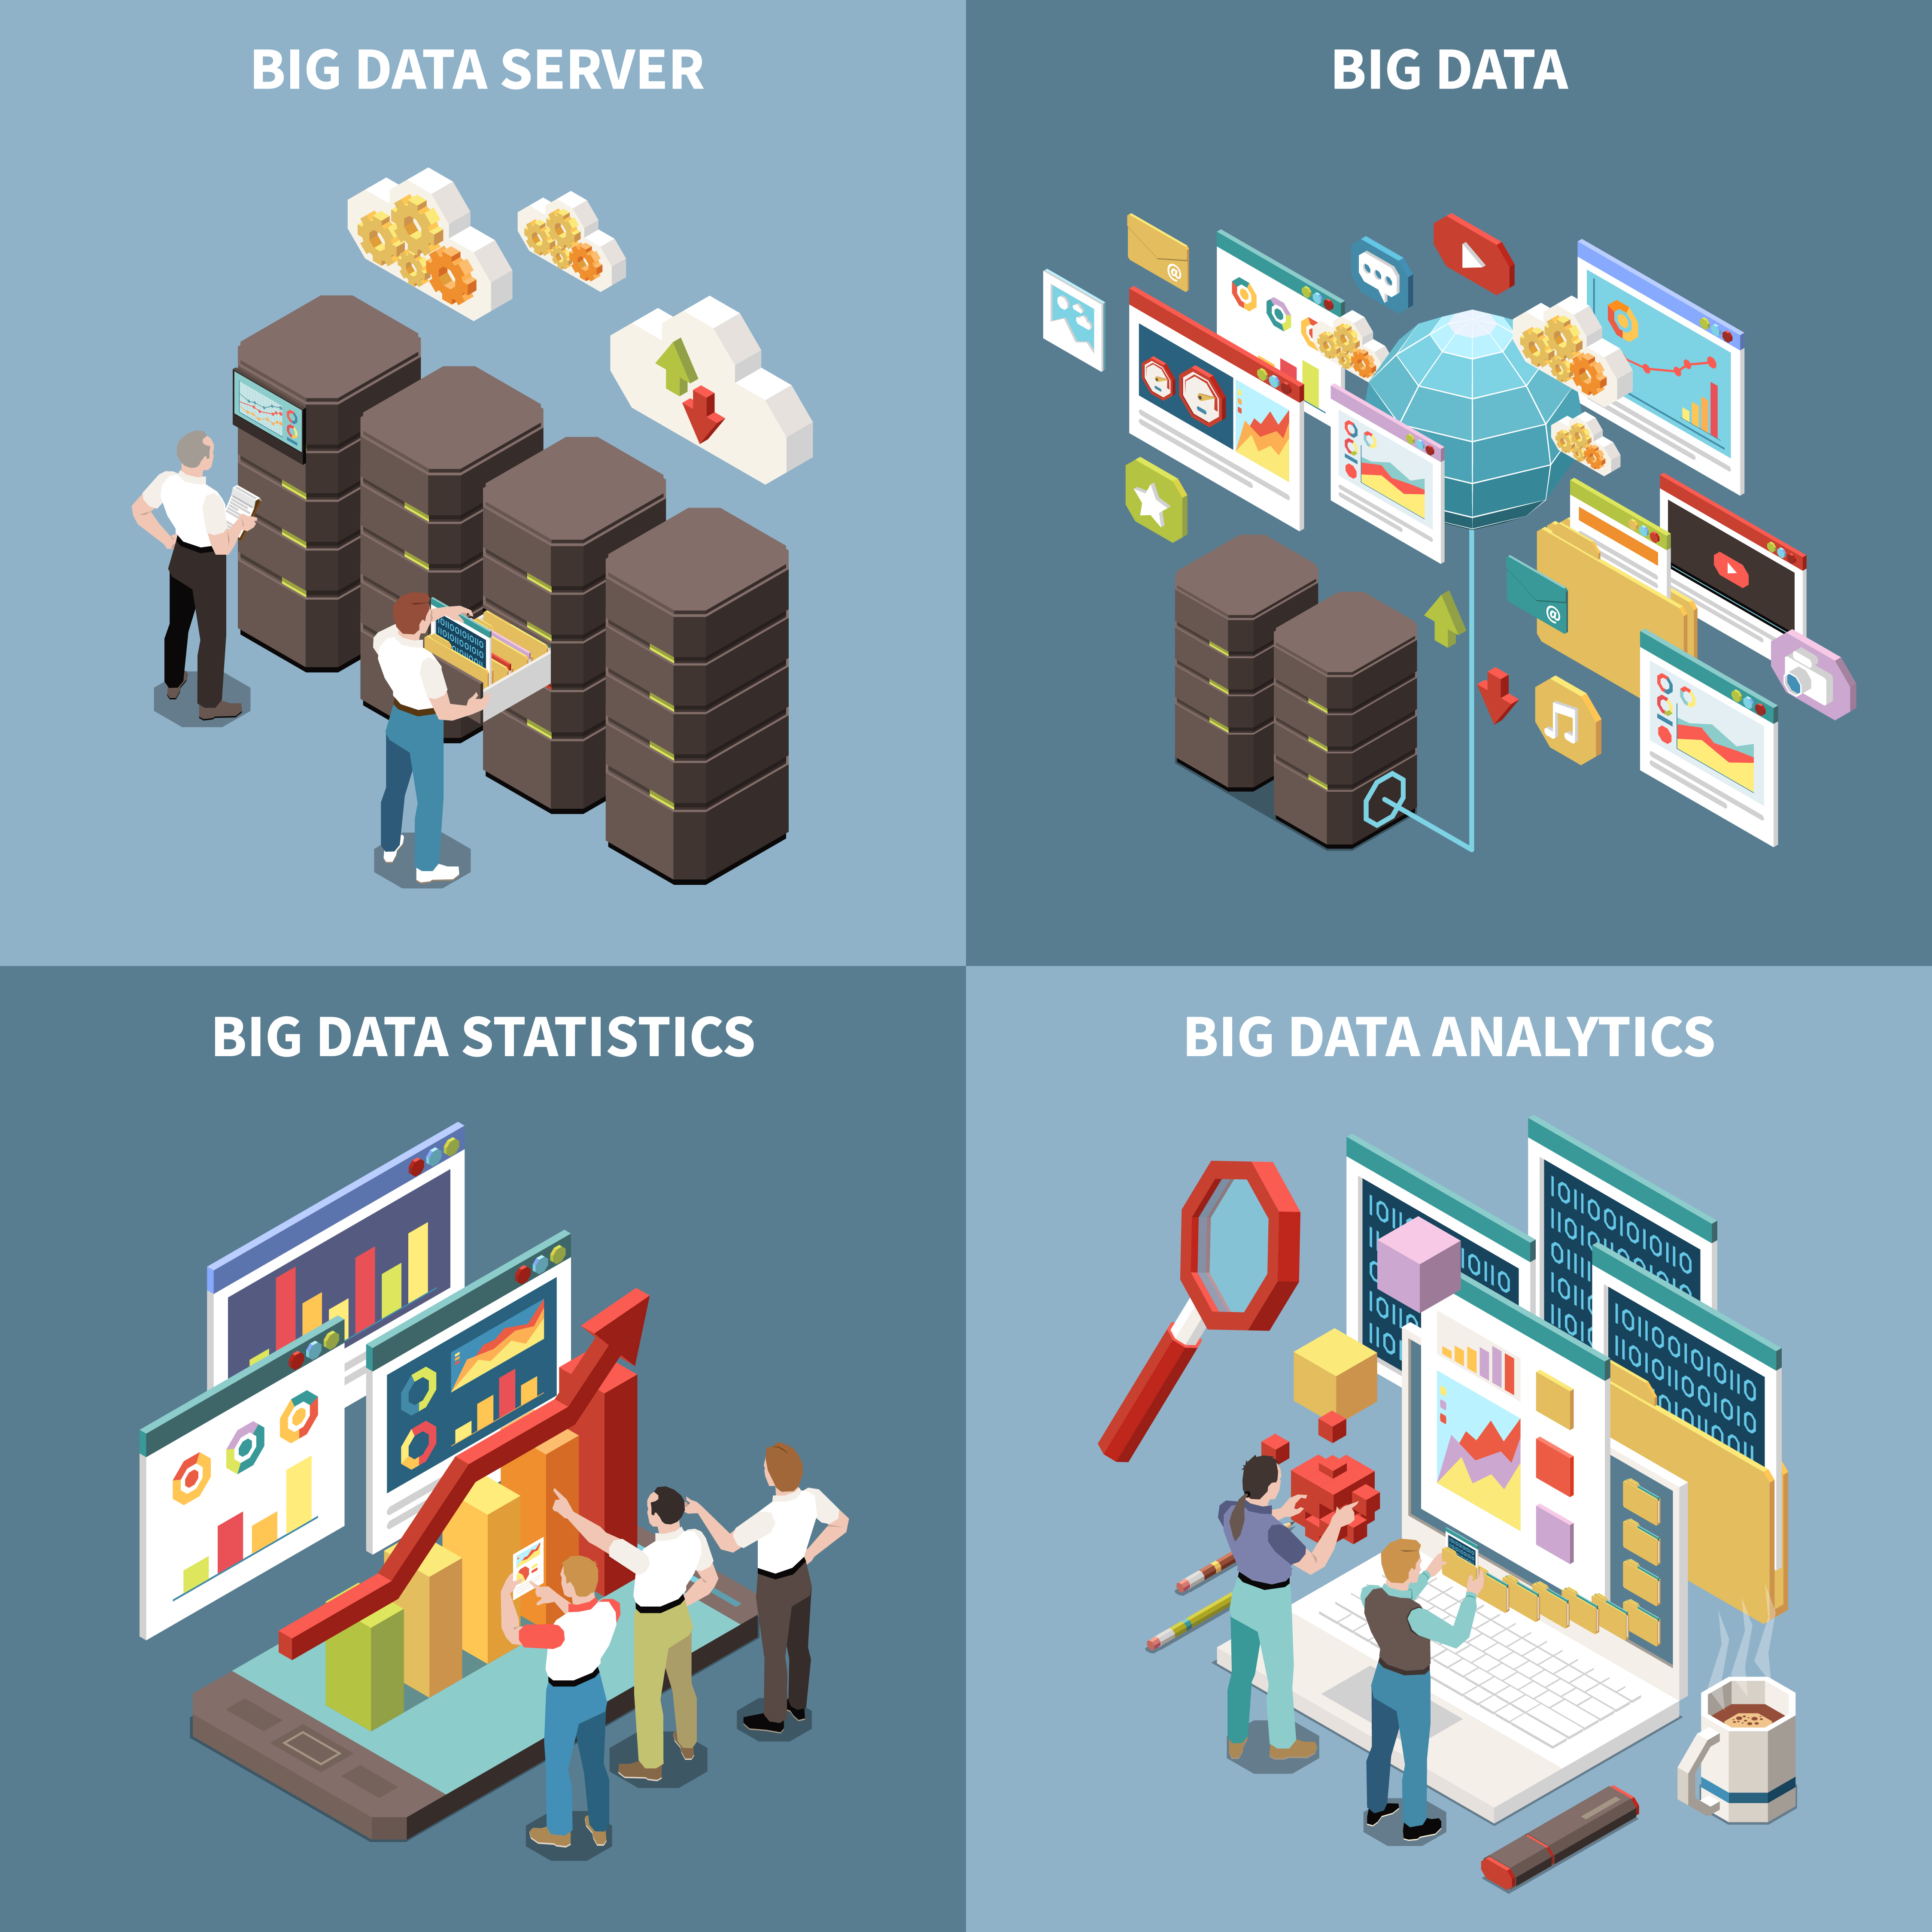 BIG DATA SERVER
BIG DATA
@
@
BIG DATA STATISTICS
BIG DATA ANALYTICS